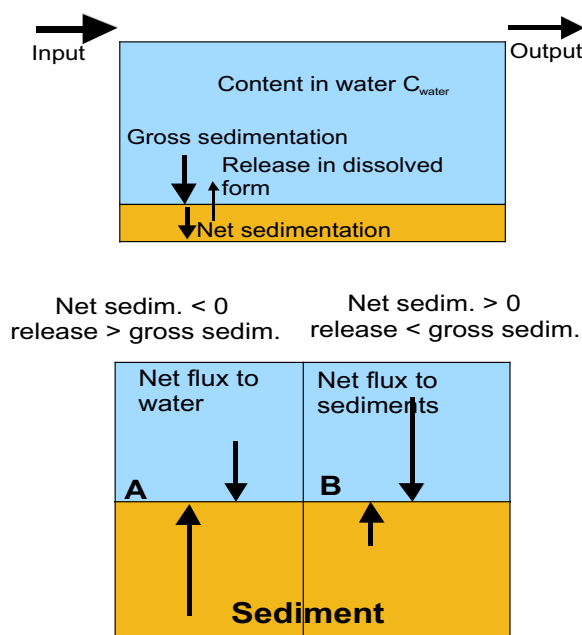 Input
Output
Content in water Cwater
Gross sedimentation
Release in dissolved
form
Net sedimentation
Net sedim. < 0
release > gross sedim.
Net sedim. > 0
release < gross sedim.
Net flux to
water
Net flux to
sediments
A
B
Sediment